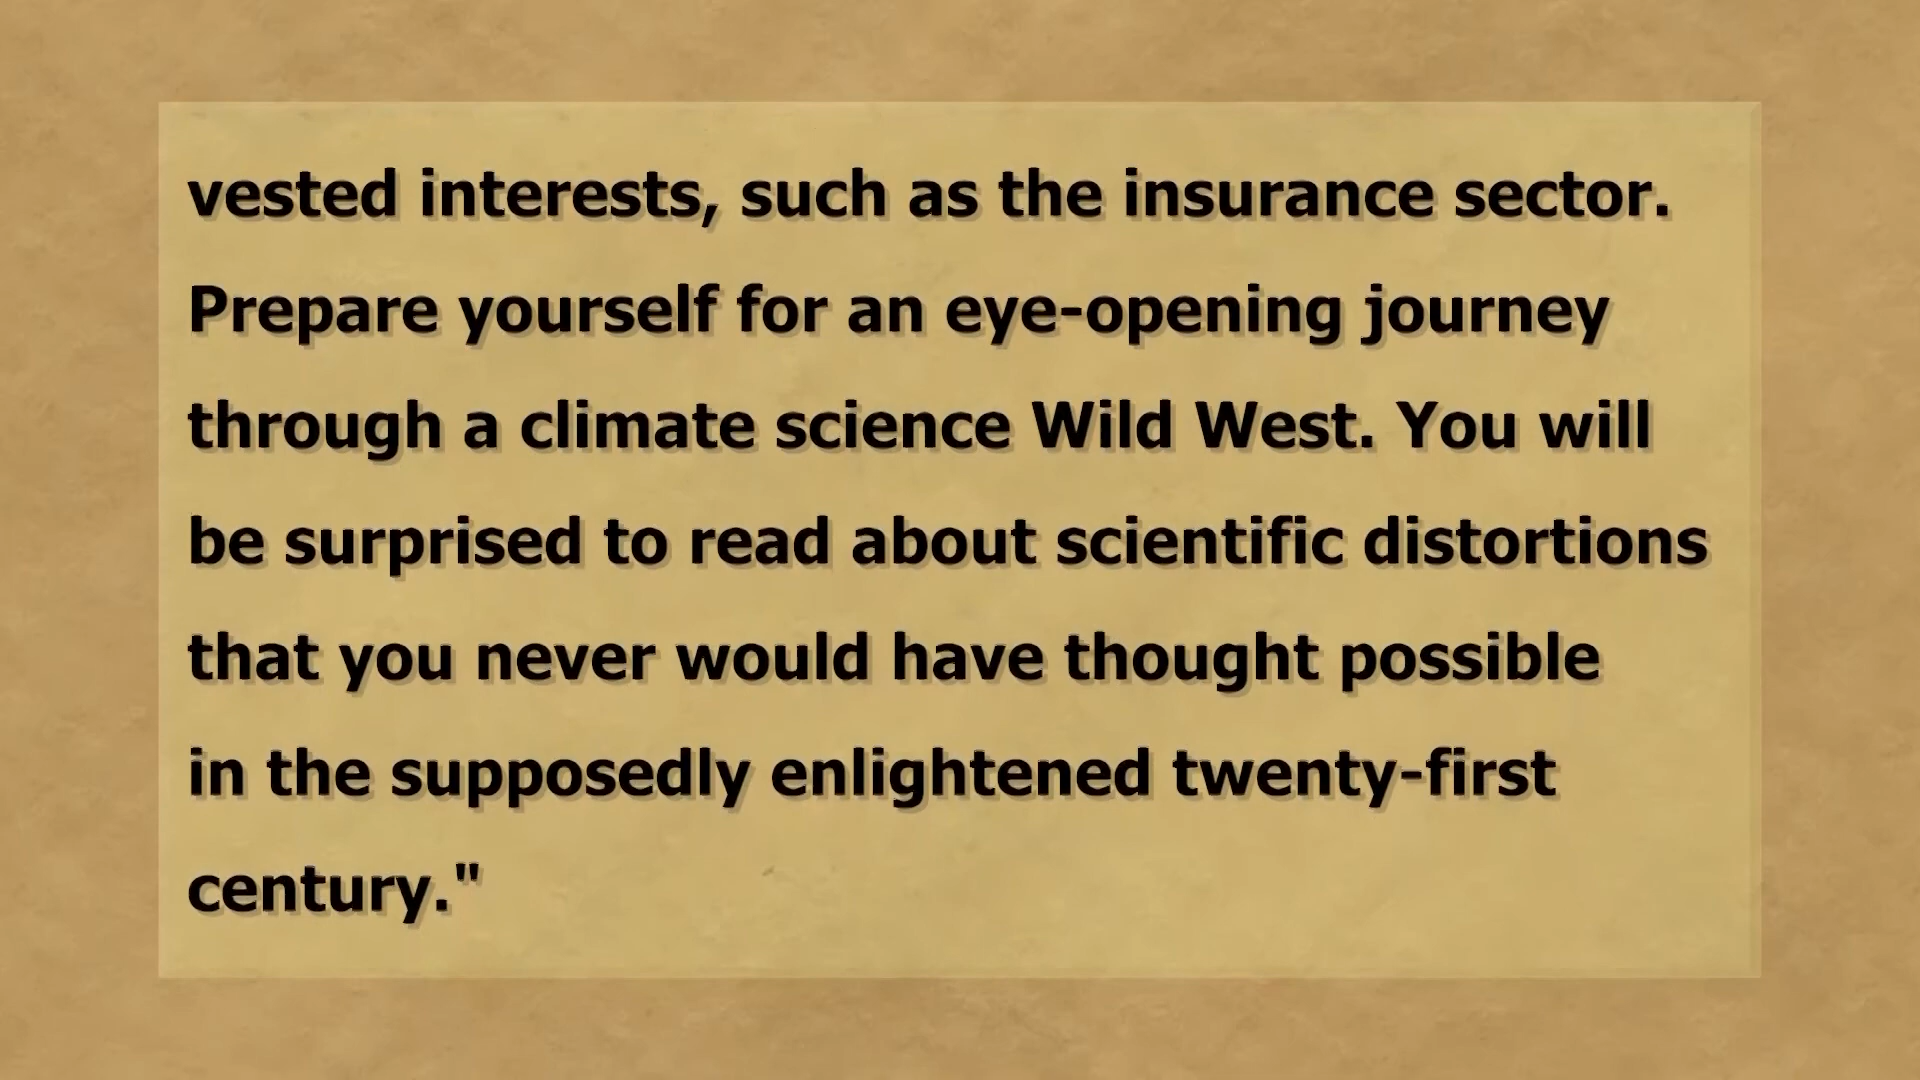 vested interests, such as the insurance sector.
Prepare yourself for an eye-opening journey
through a climate science Wild West. You will
be surprised to read about scientific distortions
that you never would have thought possible
in the supposedly enlightened twenty-first
century."